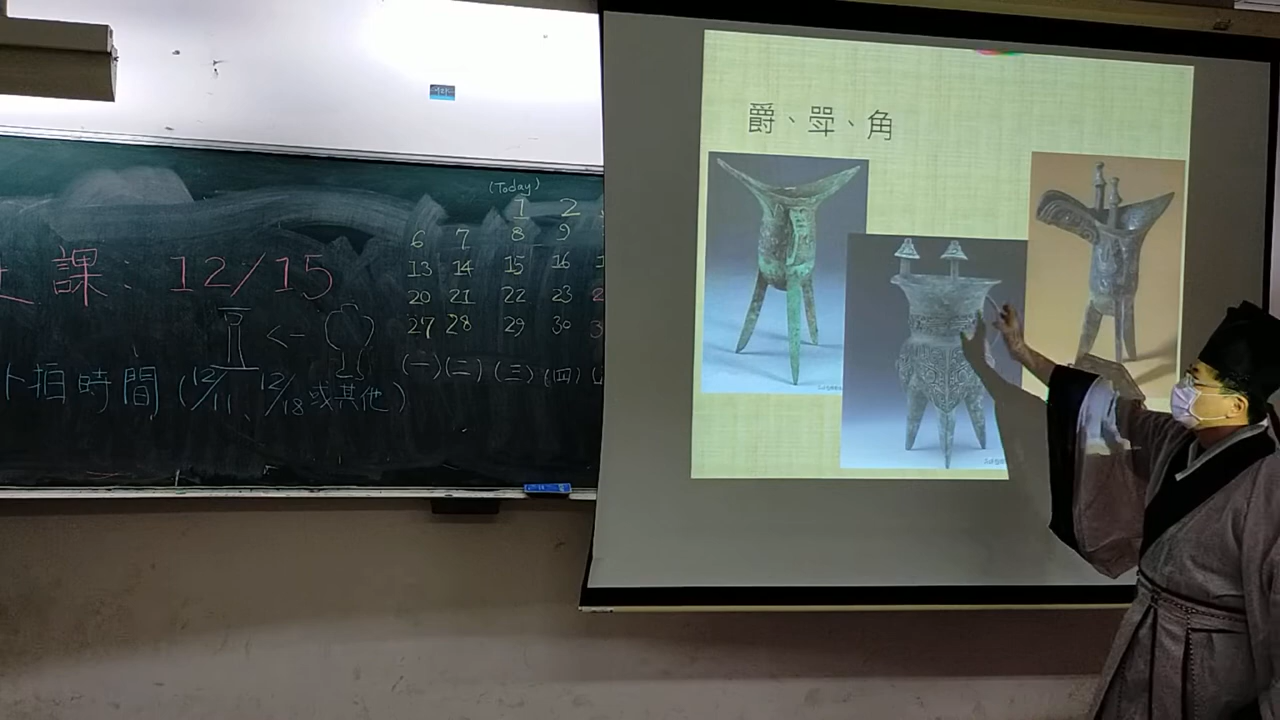 課: 12/15
(Today)
1 2
6 7 8 9
13 14 15 16
20 21 22 23
27 28 29 30
(一) (二) (三) (四)
外拍時間 (12/11、12/18 或其他)
爵、斝、角